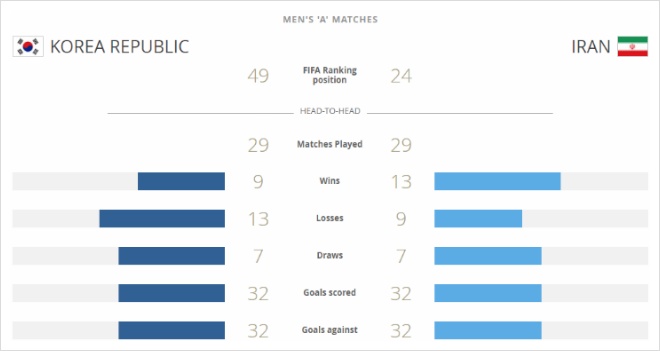 MEN'S 'A' MATCHES
KOREA REPUBLIC IRAN
49 FIFA Ranking position 24
HEAD-TO-HEAD
29 Matches Played 29
9 Wins 13
13 Losses 9
7 Draws 7
32 Goals scored 32
32 Goals against 32